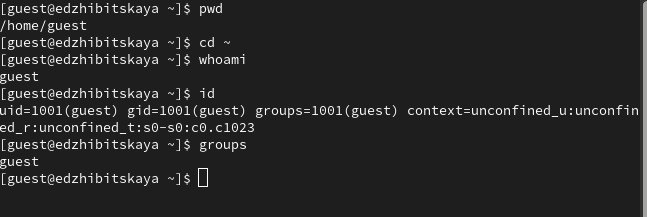 [guest@edzhibitskaya ~]$ pwd
/home/guest
[guest@edzhibitskaya ~]$ cd ~
[guest@edzhibitskaya ~]$ whoami
guest
[guest@edzhibitskaya ~]$ id
uid=1001(guest) gid=1001(guest) groups=1001(guest) context=unconfined_u:unconfin
ed_r:unconfined_t:s0-s0:c0.c1023
[guest@edzhibitskaya ~]$ groups
guest
[guest@edzhibitskaya ~]$